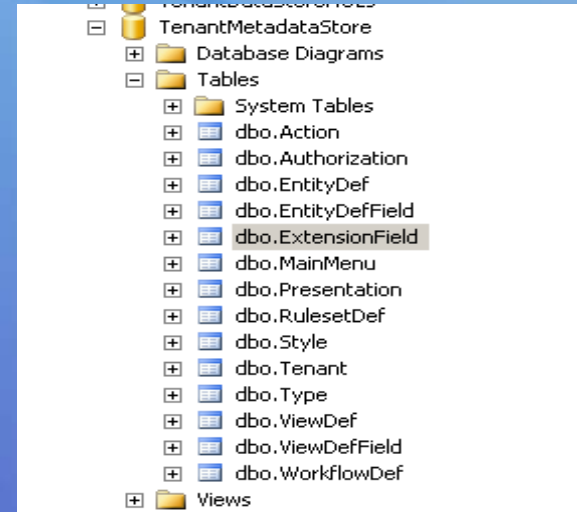 TenantMetadataStore
Database Diagrams
Tables
System Tables
dbo.Action
dbo.Authorization
dbo.EntityDef
dbo.EntityDefField
dbo.ExtensionField
dbo.MainMenu
dbo.Presentation
dbo.RulesetDef
dbo.Style
dbo.Tenant
dbo.Type
dbo.ViewDef
dbo.ViewDefField
dbo.WorkflowDef
Views